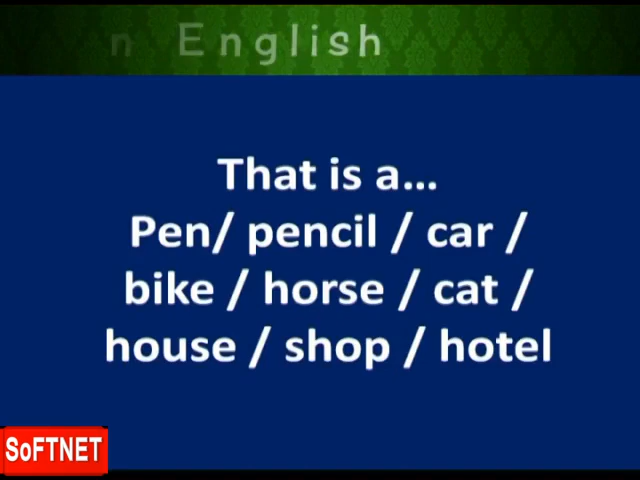 n English
That is a...
Pen/ pencil / car /
bike / horse / cat /
house / shop / hotel
SoFTNET